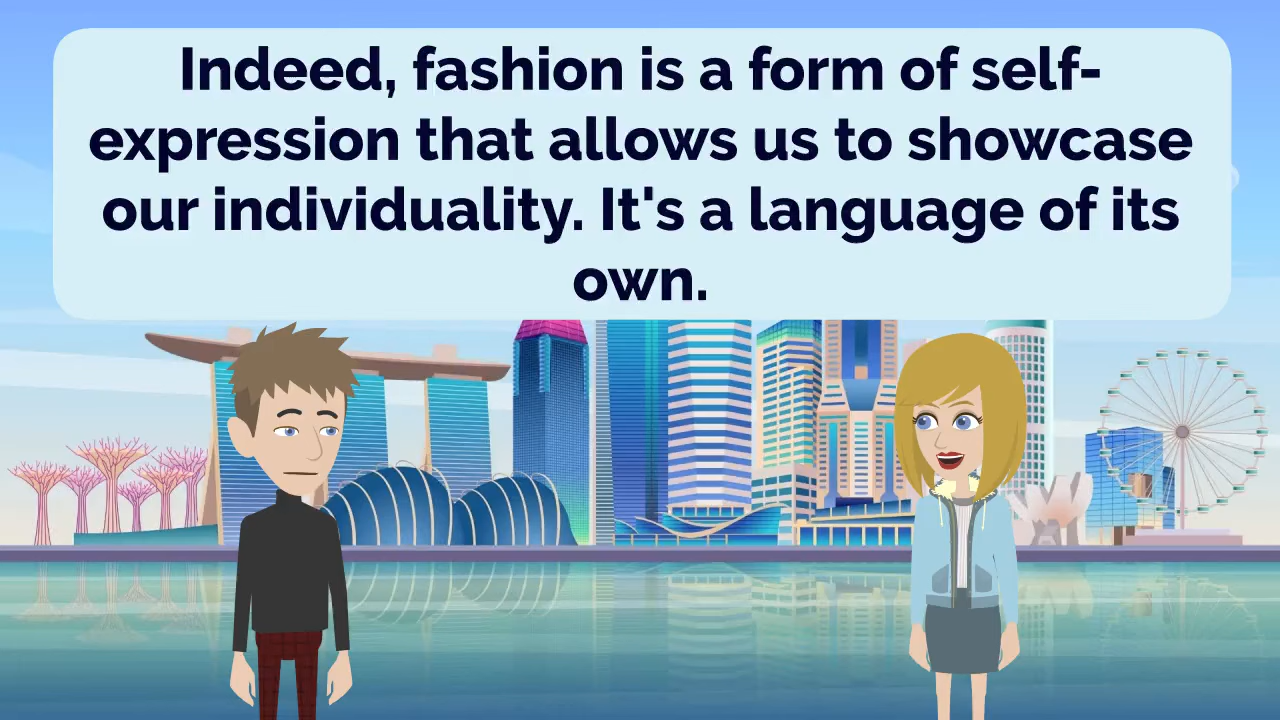 Indeed, fashion is a form of self-
expression that allows us to showcase
our individuality. It's a language of its
own.